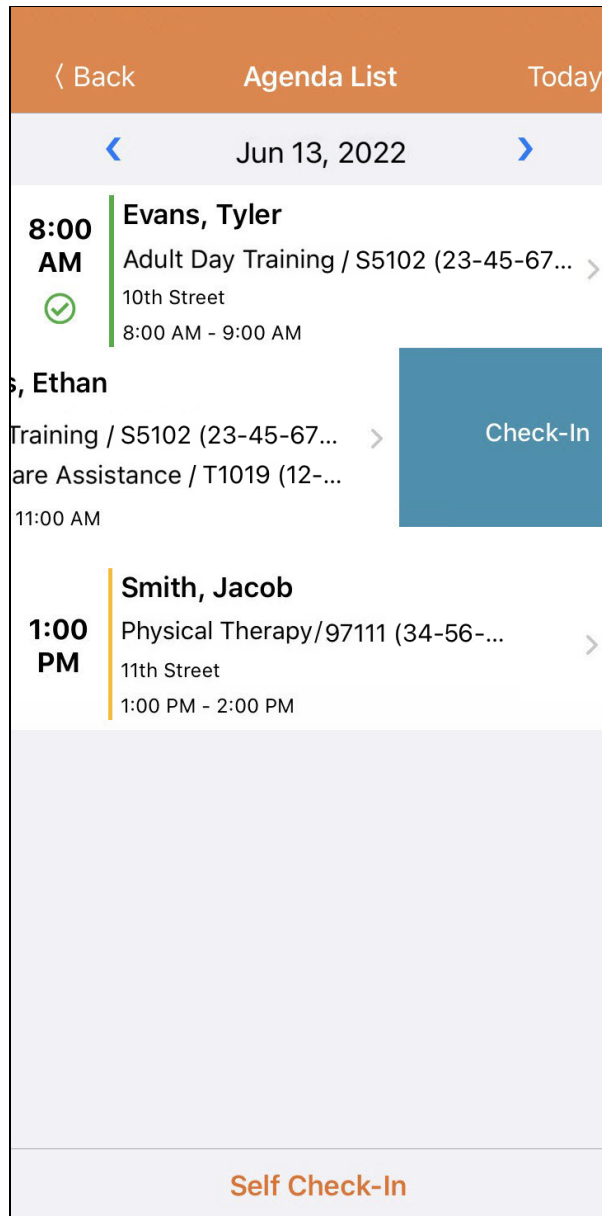 Back Agenda List Today
Jun 13, 2022
8:00 AM
Evans, Tyler
Adult Day Training / S5102 (23-45-67...
10th Street
8:00 AM - 9:00 AM
, Ethan
Training / S5102 (23-45-67...
are Assistance / T1019 (12-...
11:00 AM
Check-In
1:00 PM
Smith, Jacob
Physical Therapy/97111 (34-56-...
11th Street
1:00 PM - 2:00 PM
Self Check-In